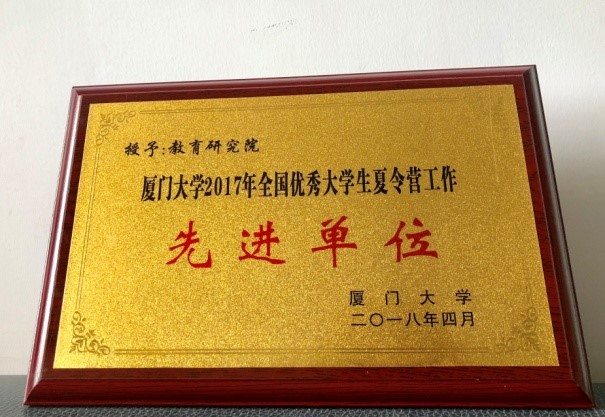 授予:教育研究院
厦门大学2017年全国优秀大学生夏令营工作
先进单位
厦门大学
二〇一八年四月